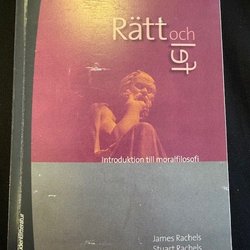 Rätt och
fel
Introduktion till moralfilosofi
James Rachels
Stuart Rachels